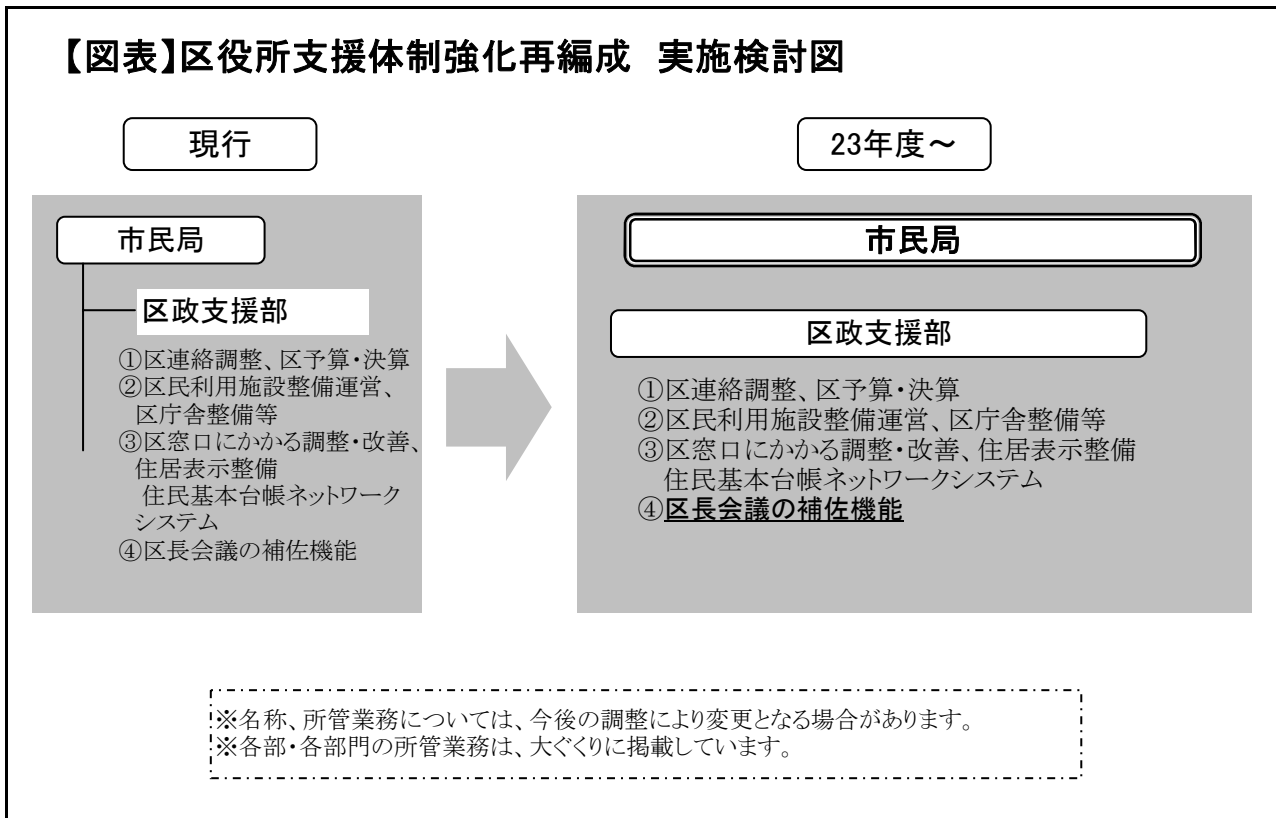 【図表】区役所支援体制強化再編成 実施検討図
現行
市民局
区政支援部
①区連絡調整、区予算・決算
②区民利用施設整備運営、
区庁舎整備等
③区窓口にかかる調整・改善、
住居表示整備
住民基本台帳ネットワーク
システム
④区長会議の補佐機能
23年度～
市民局
区政支援部
①区連絡調整、区予算・決算
②区民利用施設整備運営、区庁舎整備等
③区窓口にかかる調整・改善、住居表示整備
住民基本台帳ネットワークシステム
④区長会議の補佐機能
※名称、所管業務については、今後の調整により変更となる場合があります。
※各部・各部門の所管業務は、大ぐくりに掲載しています。